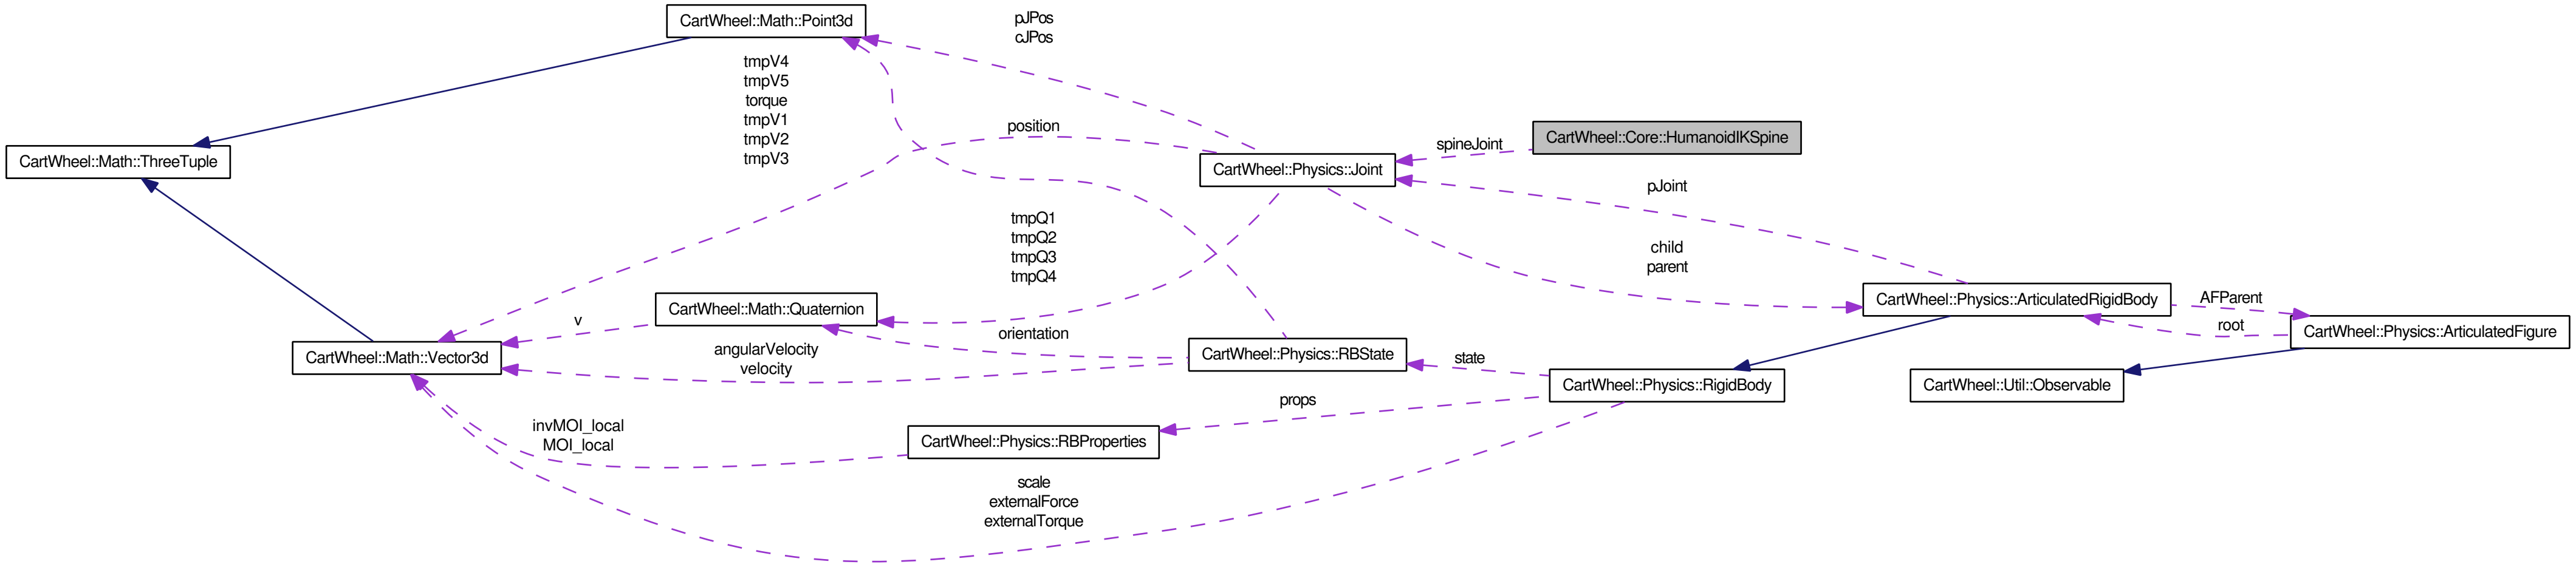 CartWheel::Math::Point3d
pJPos
cJPos
tmpV4
tmpV5
torque
tmpV1
tmpV2
tmpV3
position
CartWheel::Core::HumanoidIKSpine
spineJoint
CartWheel::Math::ThreeTuple
CartWheel::Physics::Joint
pJoint
tmpQ1
tmpQ2
tmpQ3
tmpQ4
child
parent
CartWheel::Physics::ArticulatedRigidBody
AFParent
root
CartWheel::Physics::ArticulatedFigure
CartWheel::Math::Quaternion
v
orientation
CartWheel::Math::Vector3d
angularVelocity
velocity
CartWheel::Physics::RBState
state
CartWheel::Physics::RigidBody
CartWheel::Util::Observable
props
invMOI_local
MOI_local
CartWheel::Physics::RBProperties
scale
externalForce
externalTorque